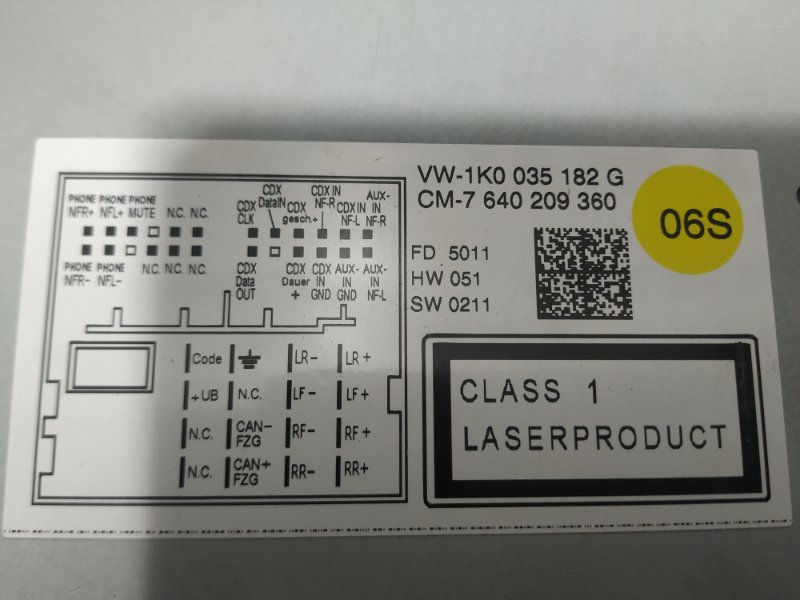 VW-1K0 035 182 G
CM-7 640 209 360
06S
FD 5011
HW 051
SW 0211
PHONE PHONE PHONE
NFR+ NFL+ MUTE N.C. N.C.
PHONE PHONE
NFR- NFL- N.C. N.C. N.C.
CDX CLK
CDX DataIN
CDX gesch.+
CDX IN NF-R
CDX IN NF-L
AUX-IN NF-R
CDX Data OUT
CDX Dauer +
CDX IN GND
AUX-IN GND
AUX-IN NF-L
Code LR- LR+
+UB N.C. LF- LF+
N.C. CAN- FZG RF- RF+
N.C. CAN+ FZG RR- RR+
CLASS 1
LASERPRODUCT